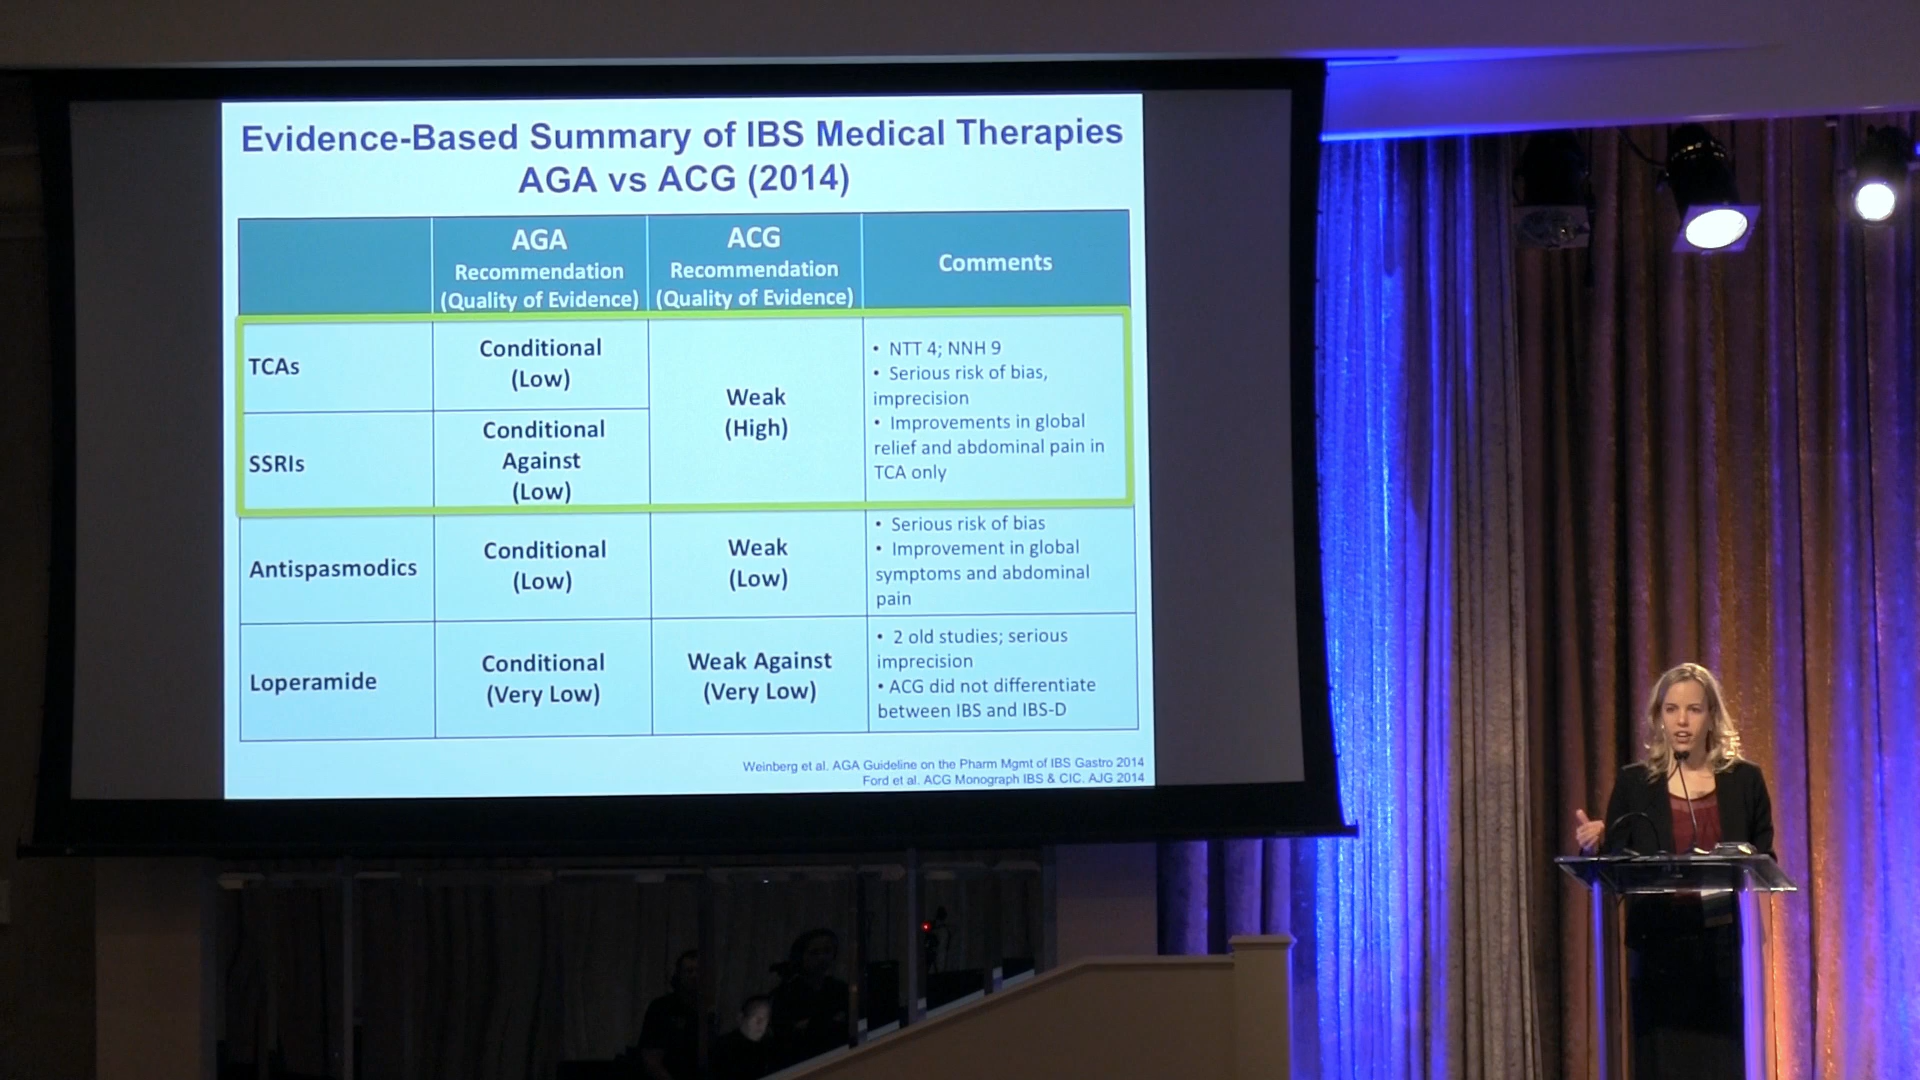 Evidence-Based Summary of IBS Medical Therapies
AGA vs ACG (2014)
AGA
Recommendation
(Quality of Evidence)
ACG
Recommendation
(Quality of Evidence)
Comments
TCAs
Conditional
(Low)
Weak
(High)
• NTT 4; NNH 9
• Serious risk of bias,
imprecision
• Improvements in global
relief and abdominal pain in
TCA only
SSRIs
Conditional
Against
(Low)
Antispasmodics
Conditional
(Low)
Weak
(Low)
• Serious risk of bias
• Improvement in global
symptoms and abdominal
pain
Loperamide
Conditional
(Very Low)
Weak Against
(Very Low)
• 2 old studies; serious
imprecision
• ACG did not differentiate
between IBS and IBS-D
Weinberg et al. AGA Guideline on the Pharm Mgmt of IBS Gastro 2014
Ford et al. ACG Monograph IBS & CIC. AJG 2014